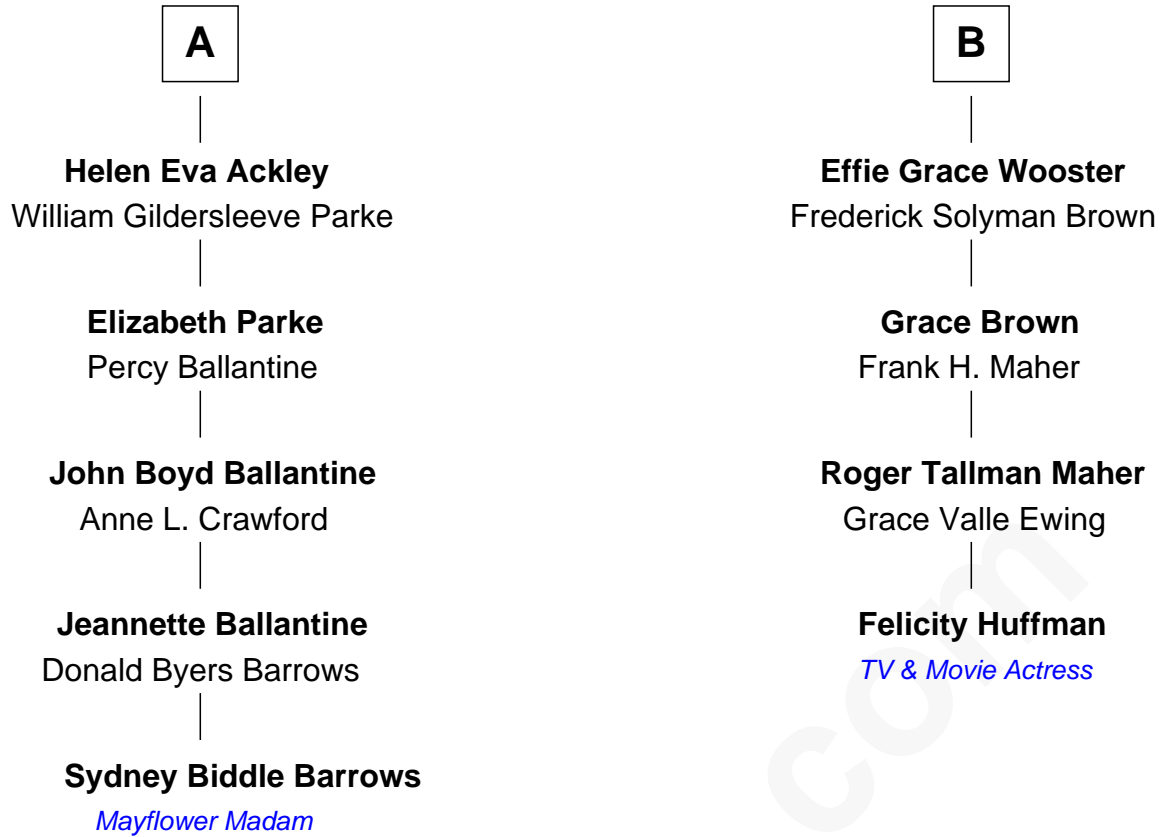 A
Helen Eva Ackley
William Gildersleeve Parke
Elizabeth Parke
Percy Ballantine
John Boyd Ballantine
Anne L. Crawford
Jeannette Ballantine
Donald Byers Barrows
Sydney Biddle Barrows
Mayflower Madam
B
Effie Grace Wooster
Frederick Solyman Brown
Grace Brown
Frank H. Maher
Roger Tallman Maher
Grace Valle Ewing
Felicity Huffman
TV & Movie Actress
com